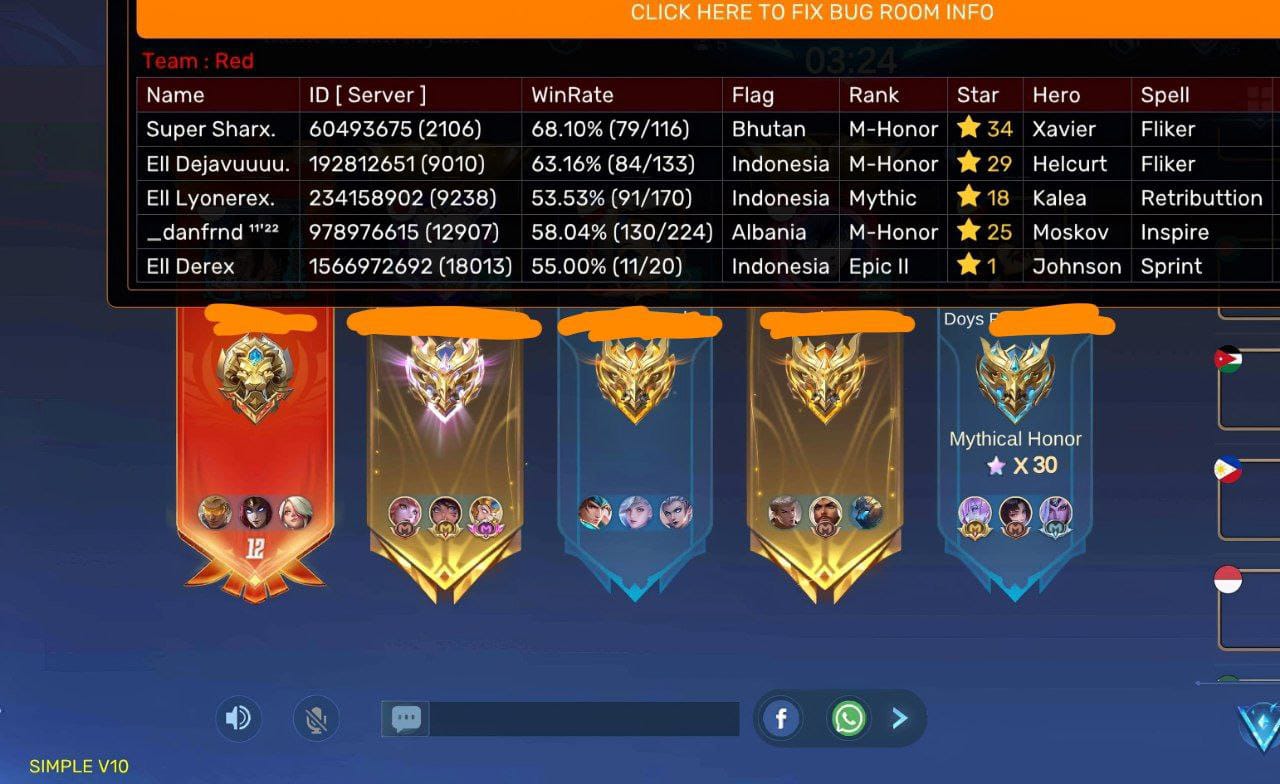 CLICK HERE TO FIX BUG ROOM INFO
03:24
Team : Red
Name ID [ Server ] WinRate Flag Rank Star Hero Spell
Super Sharx. 60493675 (2106) 68.10% (79/116) Bhutan M-Honor 34 Xavier Fliker
Ell Dejavuuuu. 192812651 (9010) 63.16% (84/133) Indonesia M-Honor 29 Helcurt Fliker
Ell Lyonerex. 234158902 (9238) 53.53% (91/170) Indonesia Mythic 18 Kalea Retributtion
_danfrnd ¹¹'²² 978976615 (12907) 58.04% (130/224) Albania M-Honor 25 Moskov Inspire
Ell Derex 1566972692 (18013) 55.00% (11/20) Indonesia Epic II 1 Johnson Sprint
Doys
Mythical Honor
X 30
12
SIMPLE V10